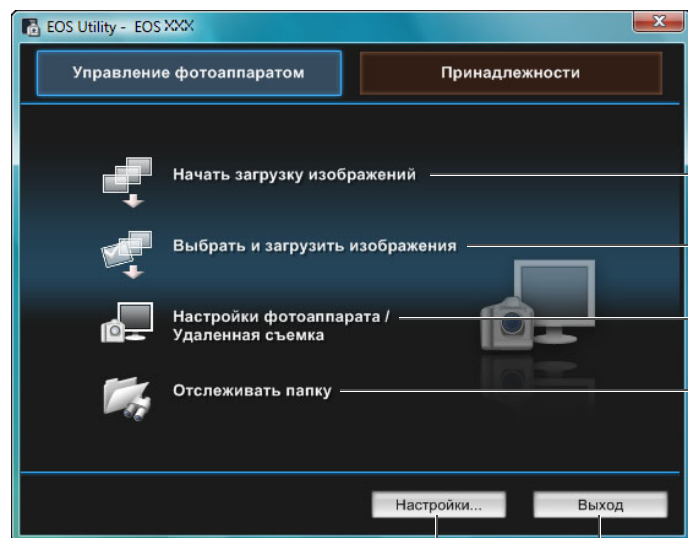 EOS Utility - EOS XXX
Управление фотоаппаратом
Принадлежности
Начать загрузку изображений
Выбрать и загрузить изображения
Настройки фотоаппарата /
Удаленная съемка
Отслеживать папку
Настройки...
Выход